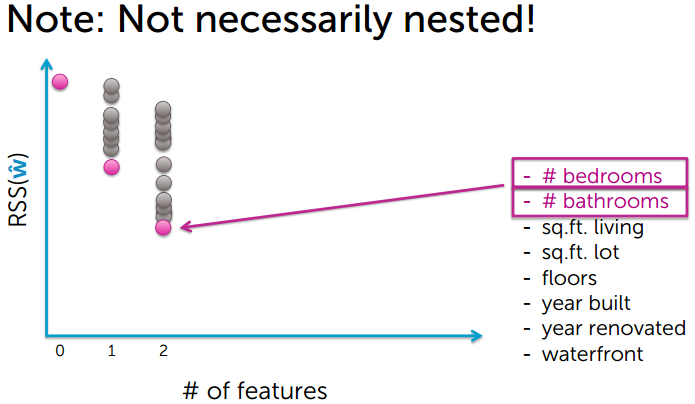 Note: Not necessarily nested!
RSS(ŵ)
- # bedrooms
- # bathrooms
- sq.ft. living
- sq.ft. lot
- floors
- year built
- year renovated
- waterfront
0 1 2
# of features